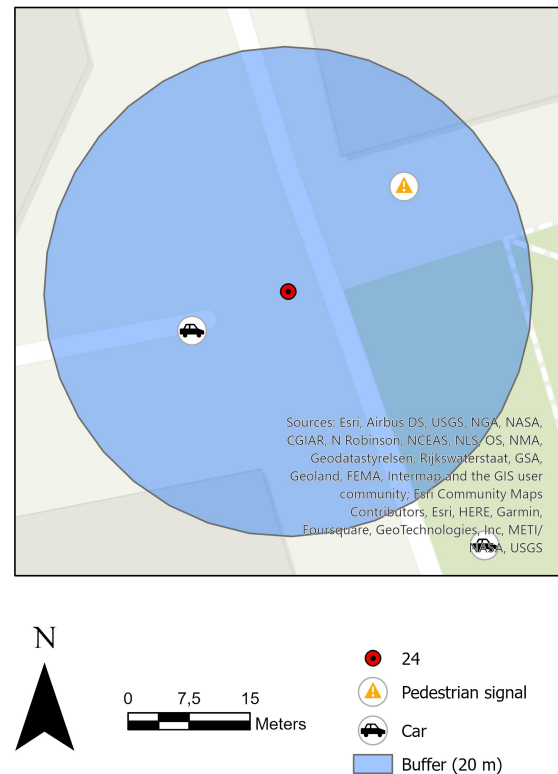 Sources: Esri, Airbus DS, USGS, NGA, NASA,
CGIAR, N Robinson, NCEAS, NLS, OS, NMA,
Geodatastyrelsen, Rijkswaterstaat, GSA,
Geoland, FEMA, Intermap and the GIS user
community; Esri Community Maps
Contributors, Esri, HERE, Garmin,
Foursquare, GeoTechnologies, Inc, METI/
NASA, USGS
N
0 7,5 15
Meters
24
Pedestrian signal
Car
Buffer (20 m)